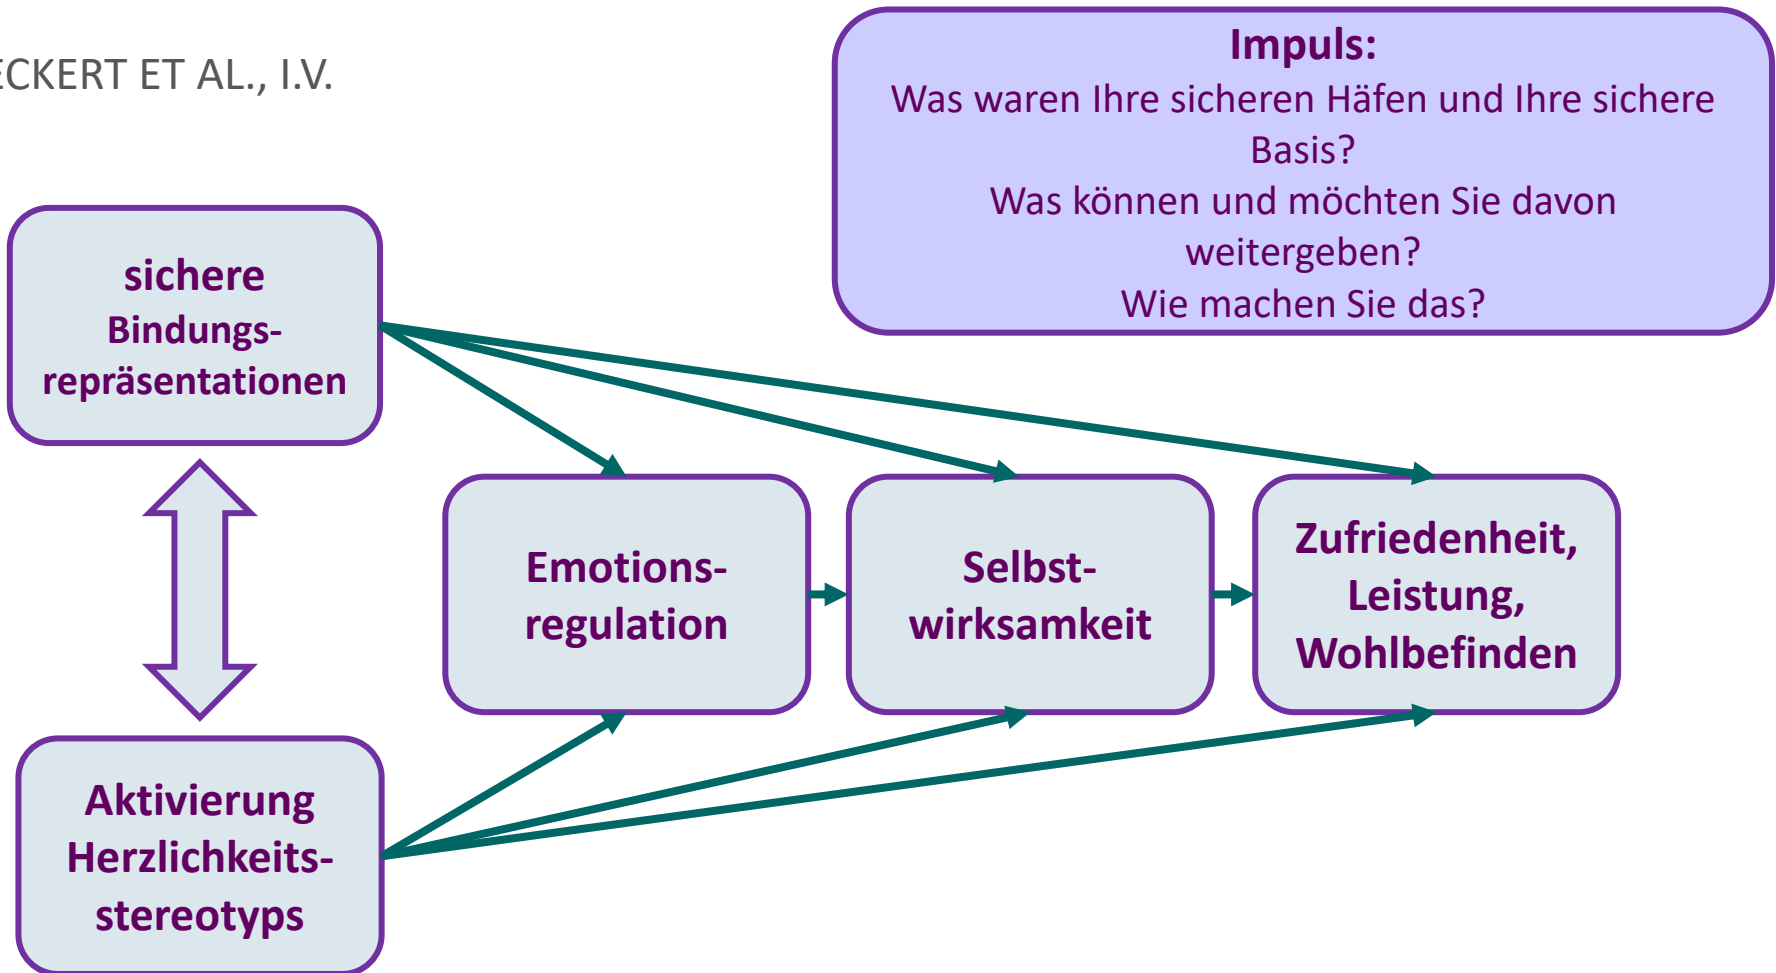 ECKERT ET AL., I.V.
Impuls:
Was waren Ihre sicheren Häfen und Ihre sichere
Basis?
Was können und möchten Sie davon
weitergeben?
Wie machen Sie das?
sichere
Bindungs-
repräsentationen
Emotions-
regulation
Selbst-
wirksamkeit
Zufriedenheit,
Leistung,
Wohlbefinden
Aktivierung
Herzlichkeits-
stereotyps